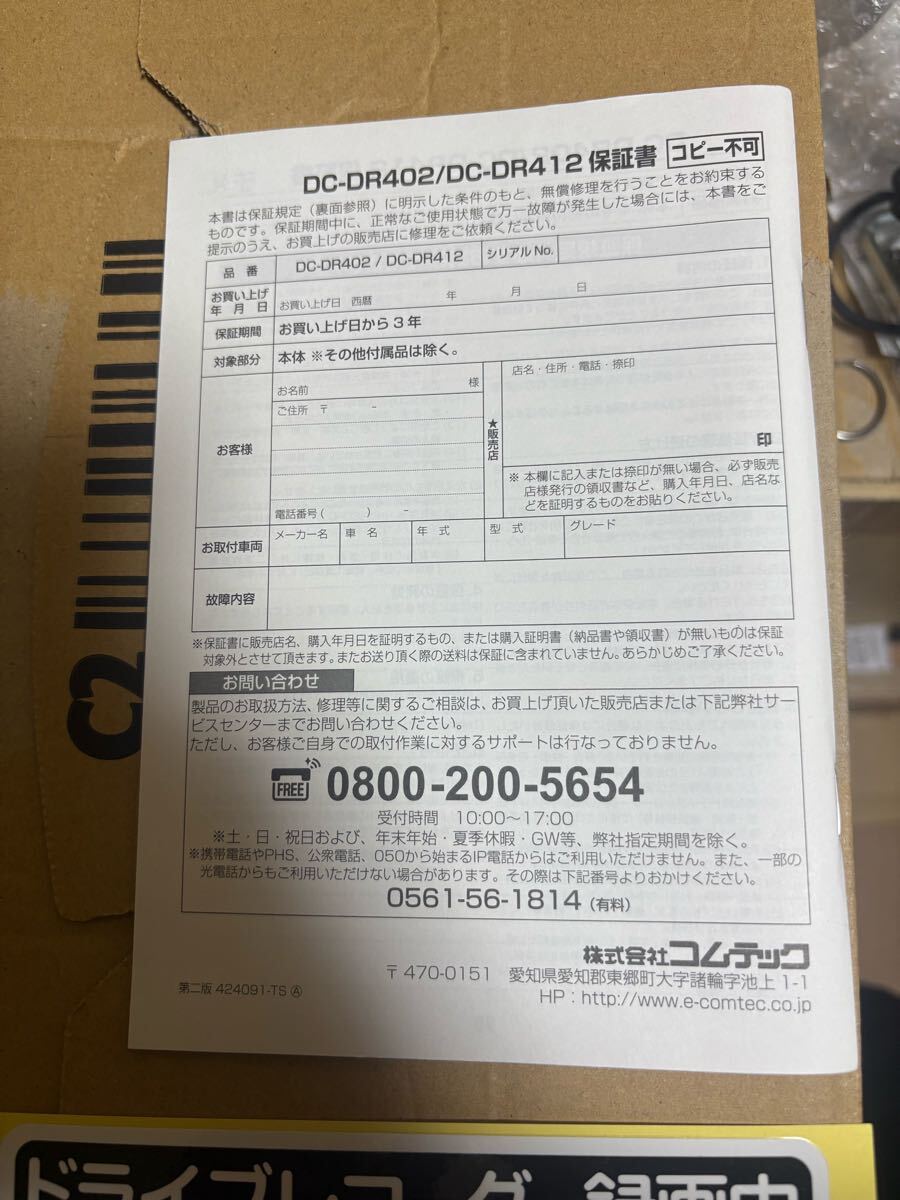 DC-DR402/DC-DR412 保証書 コピー不可
本書は保証規定（裏面参照）に明示した条件のもと、無償修理を行うことをお約束する
ものです。保証期間中に、正常なご使用状態で万一故障が発生した場合には、本書をご
提示のうえ、お買上げの販売店に修理をご依頼ください。
品 番 DC-DR402 / DC-DR412 シリアルNo.
お買い上げ
年 月 日
お買い上げ日 西暦 年 月 日
保証期間 お買い上げ日から 3 年
対象部分 本体 ※その他付属品は除く。
お客様
お名前 様
ご住所 〒 -
電話番号 ( ) -
★販売店
店名・住所・電話・捺印
印
※ 本欄に記入または捺印が無い場合、必ず販売
店様発行の領収書など、購入年月日、店名な
どを証明するものをお貼りください。
お取付車両 メーカー名 車 名 年 式 型 式 グレード
故障内容
※保証書に販売店名、購入年月日を証明するもの、または購入証明書（納品書や領収書）が無いものは保証
対象外とさせて頂きます。またお送り頂く際の送料は保証に含まれていません。あらかじめご了承ください。
お問い合わせ
製品のお取扱方法、修理等に関するご相談は、お買上げ頂いた販売店または下記弊社サー
ビスセンターまでお問い合わせください。
ただし、お客様ご自身での取付作業に対するサポートは行なっておりません。
FREE 0800-200-5654
受付時間 10:00～17:00
※土・日・祝日および、年末年始・夏季休暇・GW等、弊社指定期間を除く。
※携帯電話やPHS、公衆電話、050から始まるIP電話からはご利用いただけません。また、一部の
光電話からもご利用いただけない場合があります。その際は下記番号よりおかけください。
0561-56-1814（有料）
株式会社コムテック
〒470-0151 愛知県愛知郡東郷町大字諸輪字池上 1-1
HP：http://www.e-comtec.co.jp
第二版 424091-TS Ⓐ
C2
ドライブレコーダー 録画中